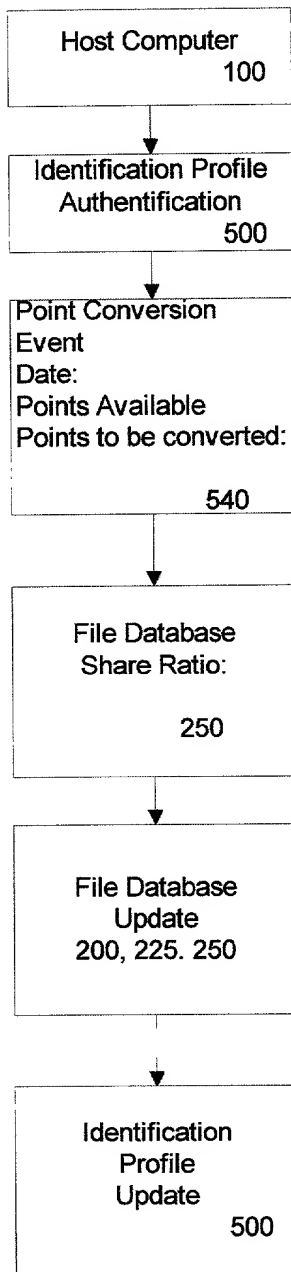 Host Computer
100
Identification Profile
Authentification
500
Point Conversion
Event
Date:
Points Available
Points to be converted:
540
File Database
Share Ratio:
250
File Database
Update
200, 225. 250
Identification
Profile
Update
500